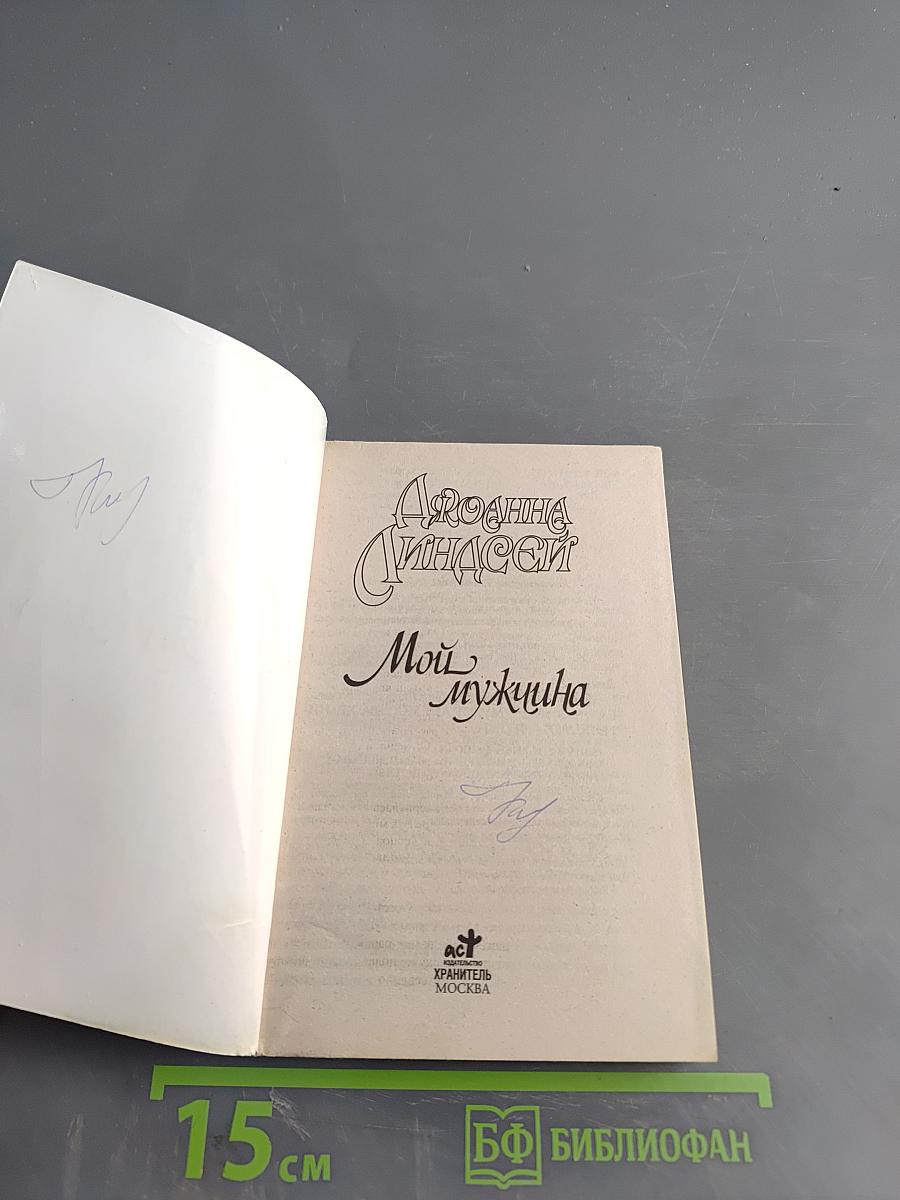 Джоанна
Линдсей
Мой
мужчина
аст
ИЗДАТЕЛЬСТВО
ХРАНИТЕЛЬ
МОСКВА
15 см
БФ БИБЛИОФАН